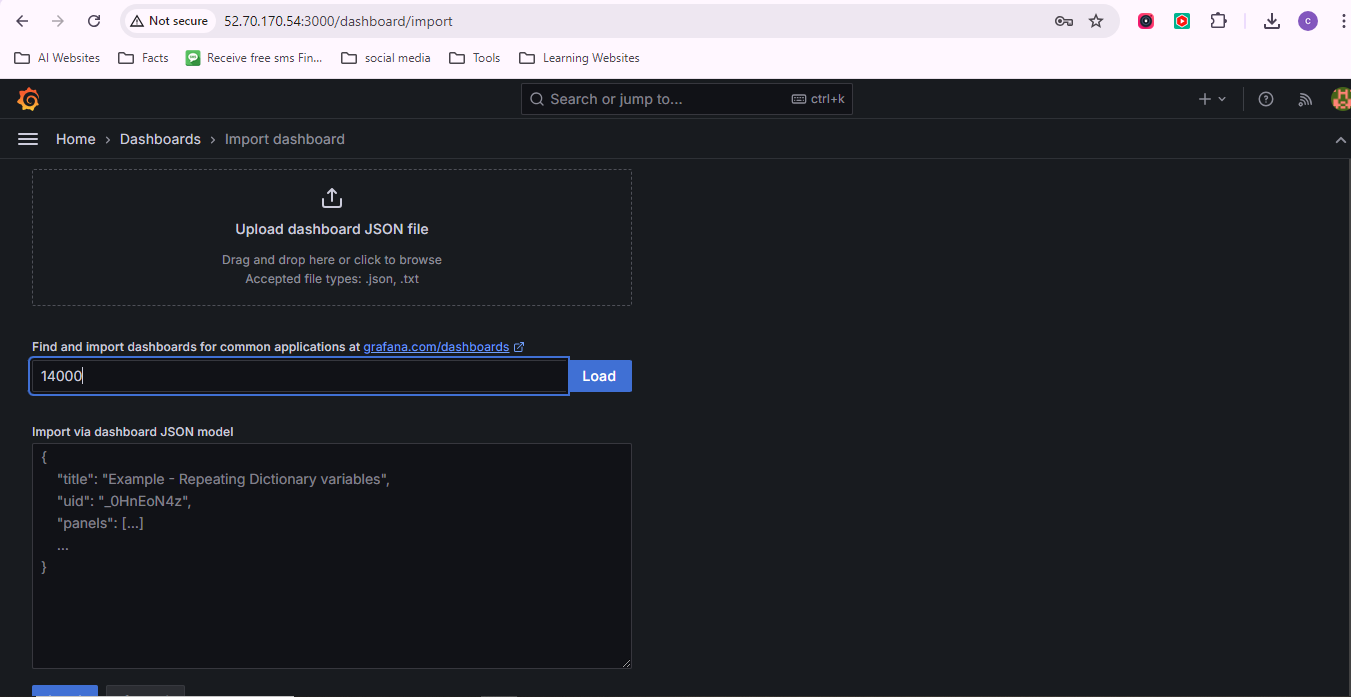 Not secure 52.70.170.54:3000/dashboard/import C
AI Websites Facts Receive free sms Fin... social media Tools Learning Websites
Search or jump to... ctrl+k
Home › Dashboards › Import dashboard
Upload dashboard JSON file
Drag and drop here or click to browse
Accepted file types: .json, .txt
Find and import dashboards for common applications at grafana.com/dashboards
14000 Load
Import via dashboard JSON model
{
"title": "Example - Repeating Dictionary variables",
"uid": "_0HnEoN4z",
"panels": [...]
...
}